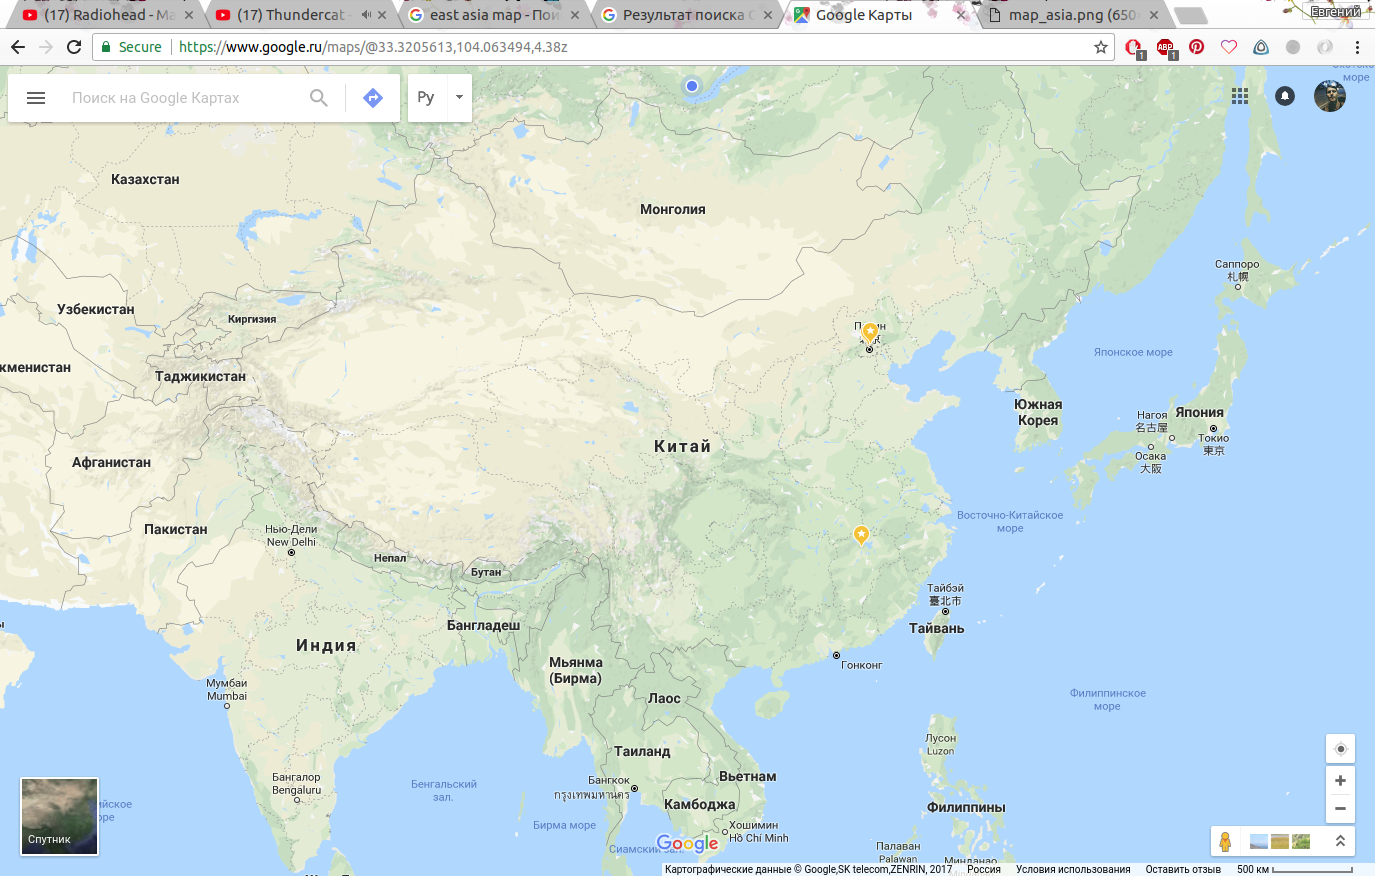 (17) Radiohead - Ma
(17) Thundercat -
east asia map - Пои
Результат поиска G
Google Карты
map_asia.png (650×
Евгений
Secure
https://www.google.ru/maps/@33.3205613,104.063494,4.38z
1
ABP
1
Поиск на Google Картах
Ру
море
Казахстан
Монголия
Саппоро
札幌
Узбекистан
Киргизия
Японское море
кменистан
Таджикистан
Южная
Корея
Нагоя
名古屋
Япония
Токио
東京
Осака
大阪
Китай
Афганистан
Пакистан
Нью-Дели
New Delhi
Восточно-Китайское
море
Непал
Бутан
Тайбэй
臺北市
Тайвань
Бангладеш
Индия
Мьянма
(Бирма)
Гонконг
Мумбаи
Mumbai
Лаос
Филиппинское
море
Лусон
Luzon
Таиланд
Бангалор
Bengaluru
Бенгальский
зал.
Бангкок
กรุงเทพมหานคร
Вьетнам
Камбоджа
Филиппины
ийское
оре
Спутник
Бирма море
Хошимин
Hồ Chí Minh
Google
Сиамский зал.
Палаван
Palawan
Минданао
Картографические данные © Google,SK telecom,ZENRIN, 2017
Россия
Условия использования
Оставить отзыв
500 км